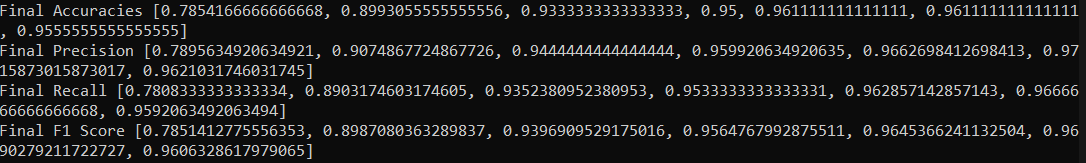 Final Accuracies [0.7854166666666668, 0.8993055555555556, 0.9333333333333333, 0.95, 0.961111111111111, 0.961111111111111
, 0.9555555555555555]
Final Precision [0.7895634920634921, 0.9074867724867726, 0.9444444444444444, 0.959920634920635, 0.9662698412698413, 0.97
15873015873017, 0.9621031746031745]
Final Recall [0.7808333333333334, 0.8903174603174605, 0.9352380952380953, 0.9533333333333331, 0.962857142857143, 0.96666
66666666668, 0.9592063492063494]
Final F1 Score [0.7851412775556353, 0.8987080363289837, 0.9396909529175016, 0.9564767992875511, 0.9645366241132504, 0.96
90279211722727, 0.9606328617979065]